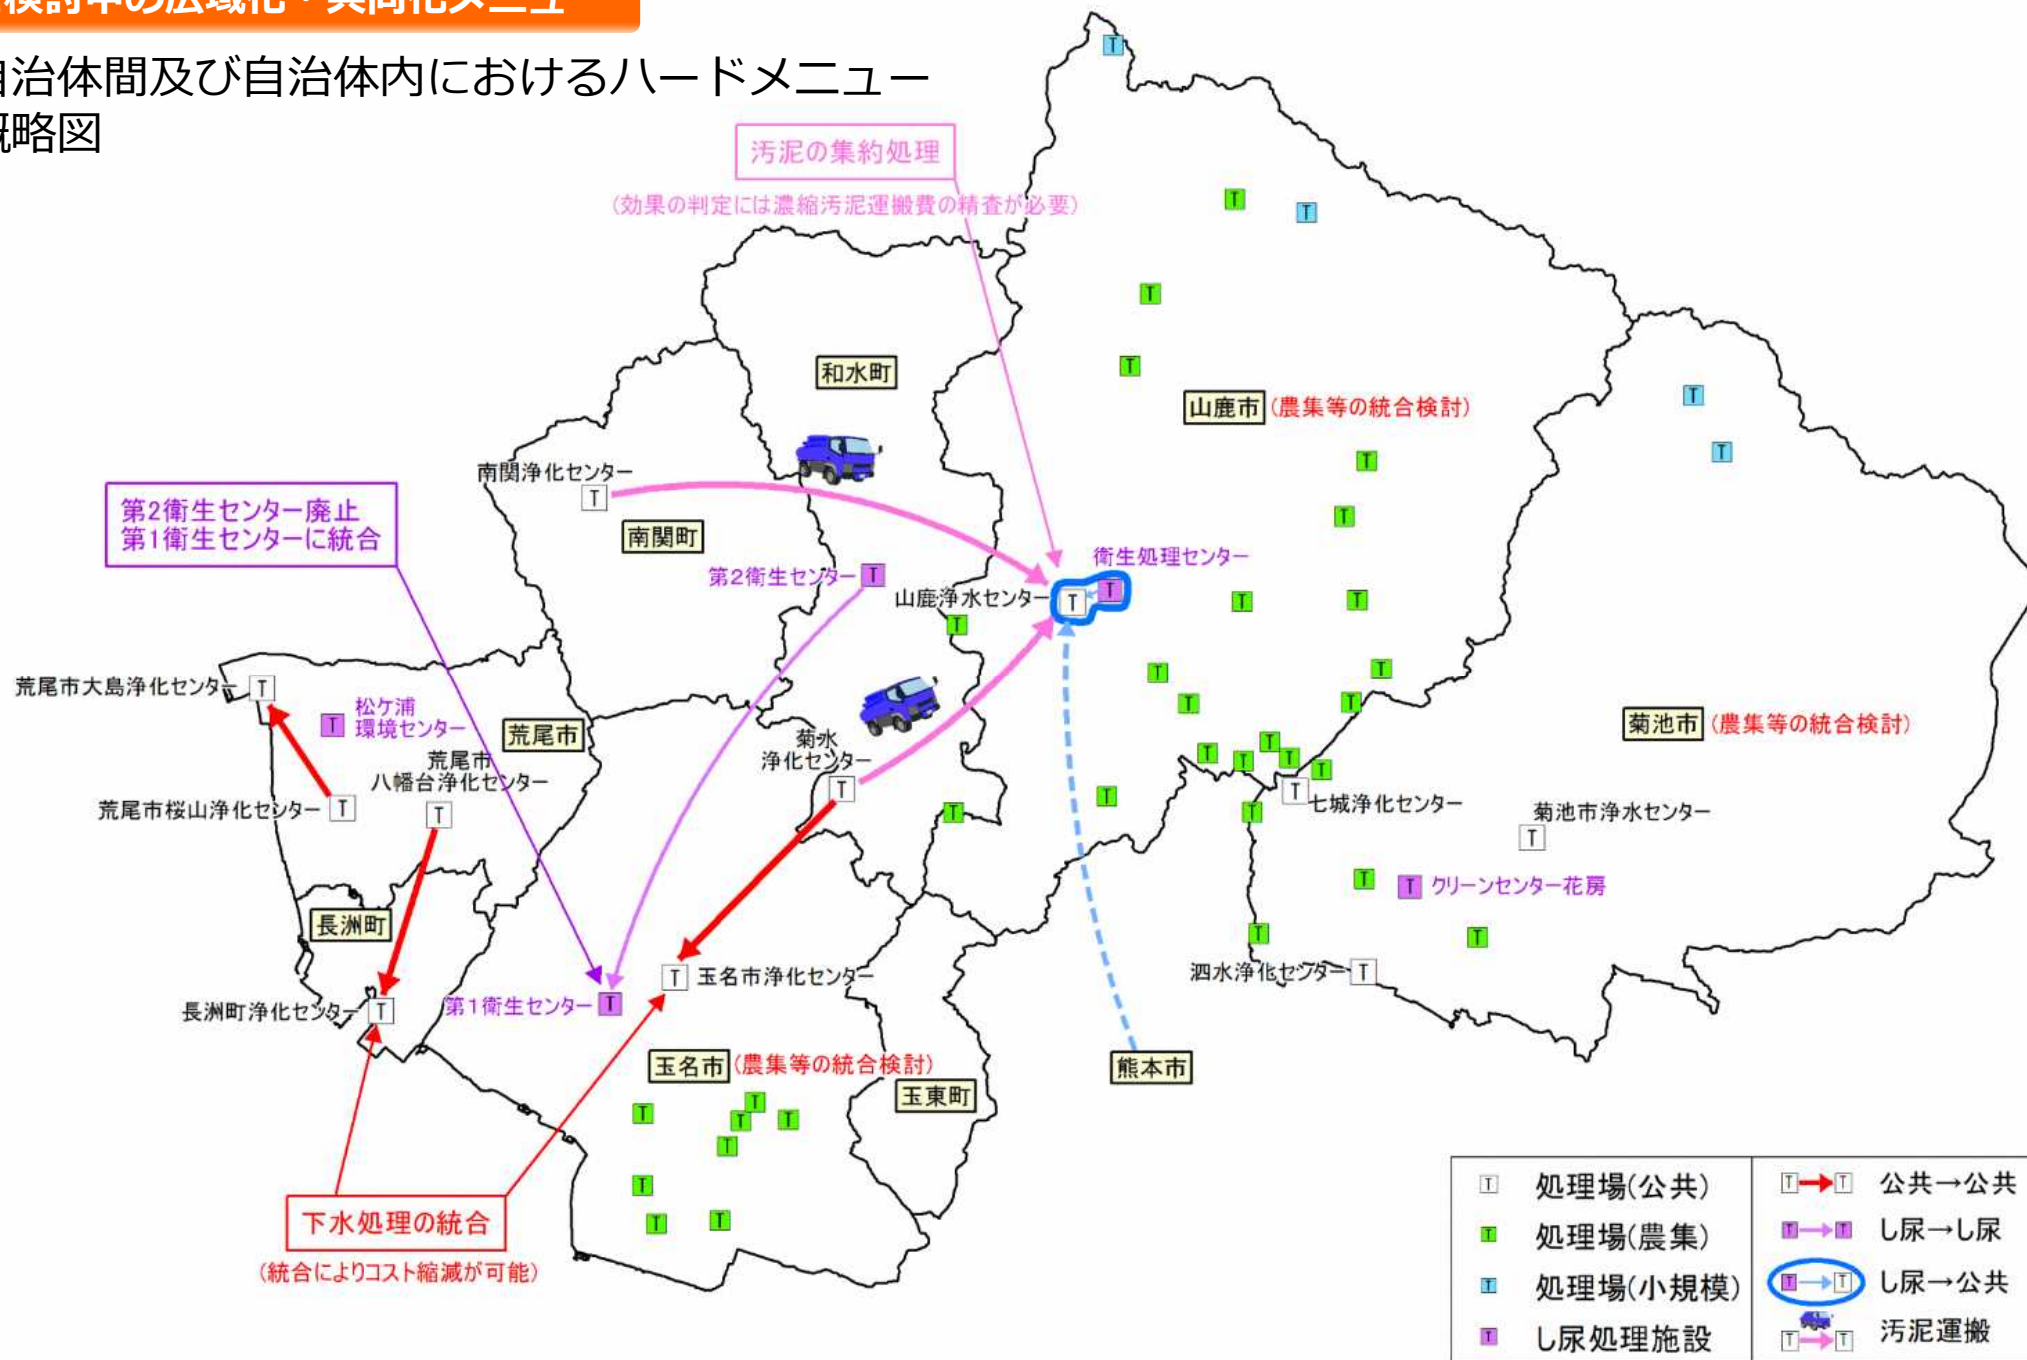 検討中の広域化・共同化メニュー
自治体間及び自治体内におけるハードメニュー
概略図
汚泥の集約処理
(効果の判定には濃縮汚泥運搬費の精査が必要)
和水町
山鹿市
(農集等の統合検討)
南関浄化センター
第2衛生センター廃止
第1衛生センターに統合
南関町
衛生処理センター
第2衛生センター
山鹿浄水センター
荒尾市大島浄化センター
松ケ浦
環境センター
荒尾市
菊水
浄化センター
菊池市
(農集等の統合検討)
荒尾市
八幡台浄化センター
荒尾市桜山浄化センター
七城浄化センター
菊池市浄水センター
クリーンセンター花房
長洲町
玉名市浄化センター
泗水浄化センター
長洲町浄化センター
第1衛生センター
玉名市
(農集等の統合検討)
熊本市
玉東町
下水処理の統合
(統合によりコスト縮減が可能)
T 処理場(公共)
T 処理場(農集)
T 処理場(小規模)
T し尿処理施設
T→T 公共→公共
T→T し尿→し尿
T→T し尿→公共
T→T 汚泥運搬